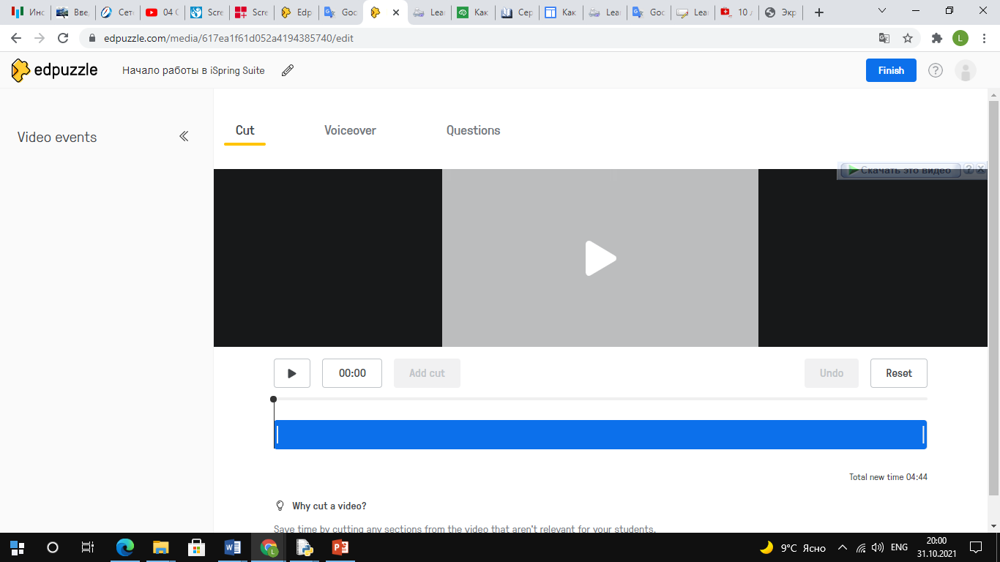 Инс
Вве,
Сет
04 С
Scre
Scre
Edp
Goc
Lear
Как
Сер
Как
Lear
Goc
Lear
10 л
Экр
edpuzzle.com/media/617ea1f61d052a4194385740/edit
L
edpuzzle
Начало работы в iSpring Suite
Finish
?
Video events
Cut
Voiceover
Questions
Скачать это видео
? X
00:00
Add cut
Undo
Reset
Total new time 04:44
Why cut a video?
Save time by cutting any sections from the video that aren't relevant for your students.
9°C Ясно
ENG
20:00
31.10.2021